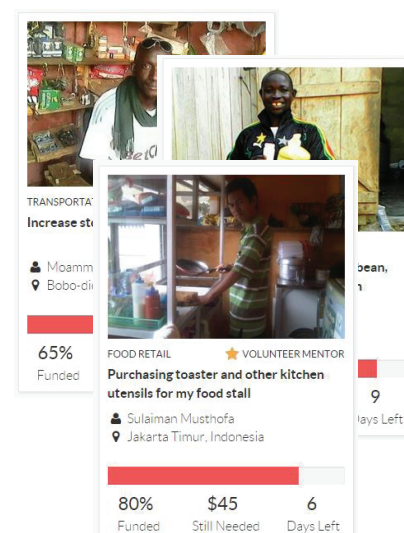 TRANSPORTAT
Increase sto
Moamm
Bobo-di
65%
Funded
bean,
9
Days Left
FOOD RETAIL
VOLUNTEER MENTOR
Purchasing toaster and other kitchen
utensils for my food stall
Sulaiman Musthofa
Jakarta Timur, Indonesia
80% $45 6
Funded Still Needed Days Left